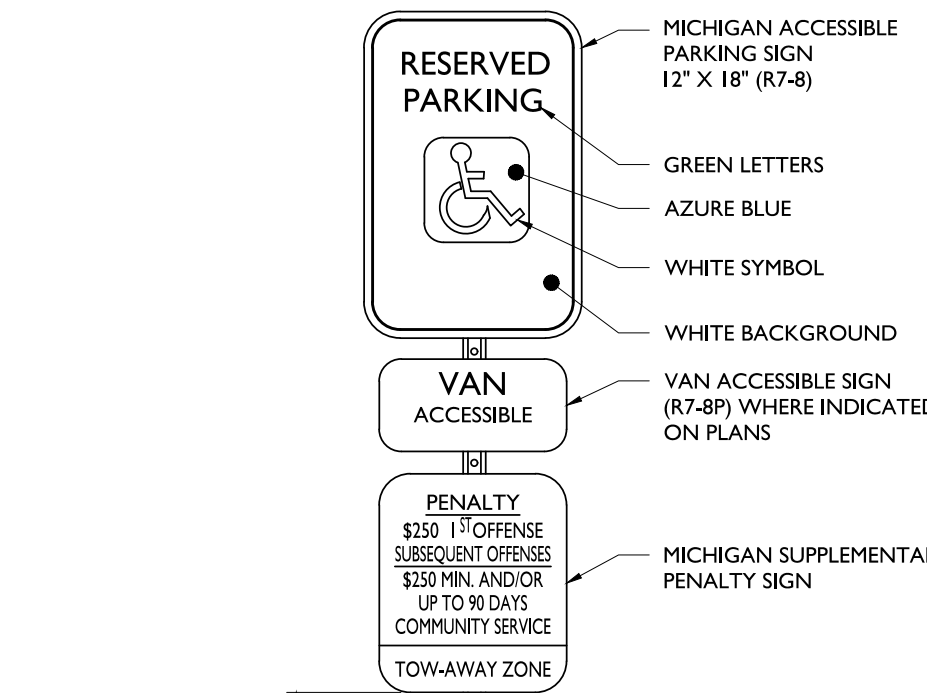 RESERVED
PARKING
VAN
ACCESSIBLE
PENALTY
$250 1ST OFFENSE
SUBSEQUENT OFFENSES
$250 MIN. AND/OR
UP TO 90 DAYS
COMMUNITY SERVICE
TOW-AWAY ZONE
MICHIGAN ACCESSIBLE
PARKING SIGN
12" X 18" (R7-8)
GREEN LETTERS
AZURE BLUE
WHITE SYMBOL
WHITE BACKGROUND
VAN ACCESSIBLE SIGN
(R7-8P) WHERE INDICATED
ON PLANS
MICHIGAN SUPPLEMENTAL
PENALTY SIGN